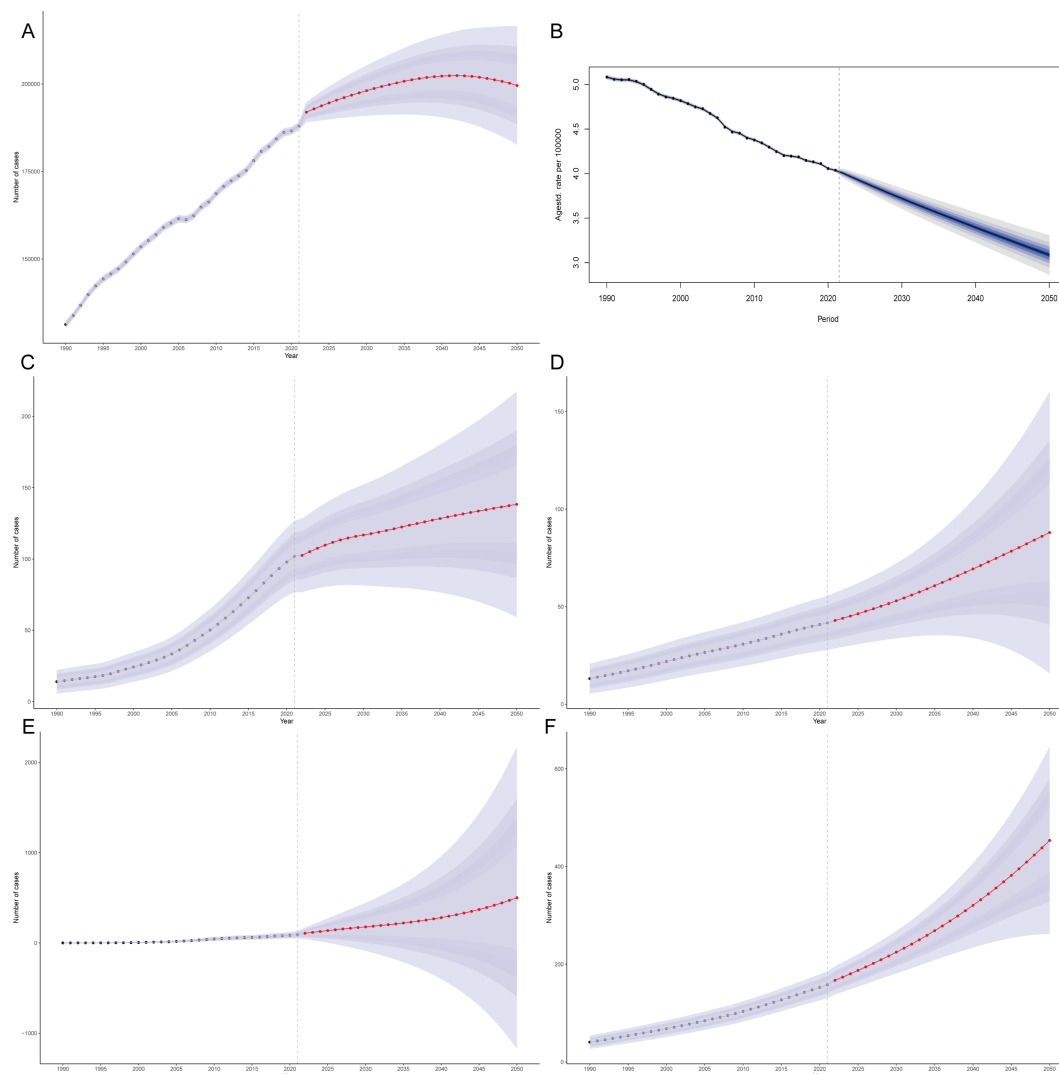 A
200000
175000
150000
Number of cases
1990 1995 2000 2005 2010 2015 2020 2025 2030 2035 2040 2045 2050
Year
B
5.0
4.5
4.0
3.5
3.0
Agestd. rate per 100000
1990 2000 2010 2020 2030 2040 2050
Period
C
200
150
100
50
0
Number of cases
1990 1995 2000 2005 2010 2015 2020 2025 2030 2035 2040 2045 2050
Year
D
150
100
50
0
Number of cases
1990 1995 2000 2005 2010 2015 2020 2025 2030 2035 2040 2045 2050
Year
E
2000
1000
0
−1000
Number of cases
1990 1995 2000 2005 2010 2015 2020 2025 2030 2035 2040 2045 2050
F
600
400
200
0
Number of cases
1990 1995 2000 2005 2010 2015 2020 2025 2030 2035 2040 2045 2050